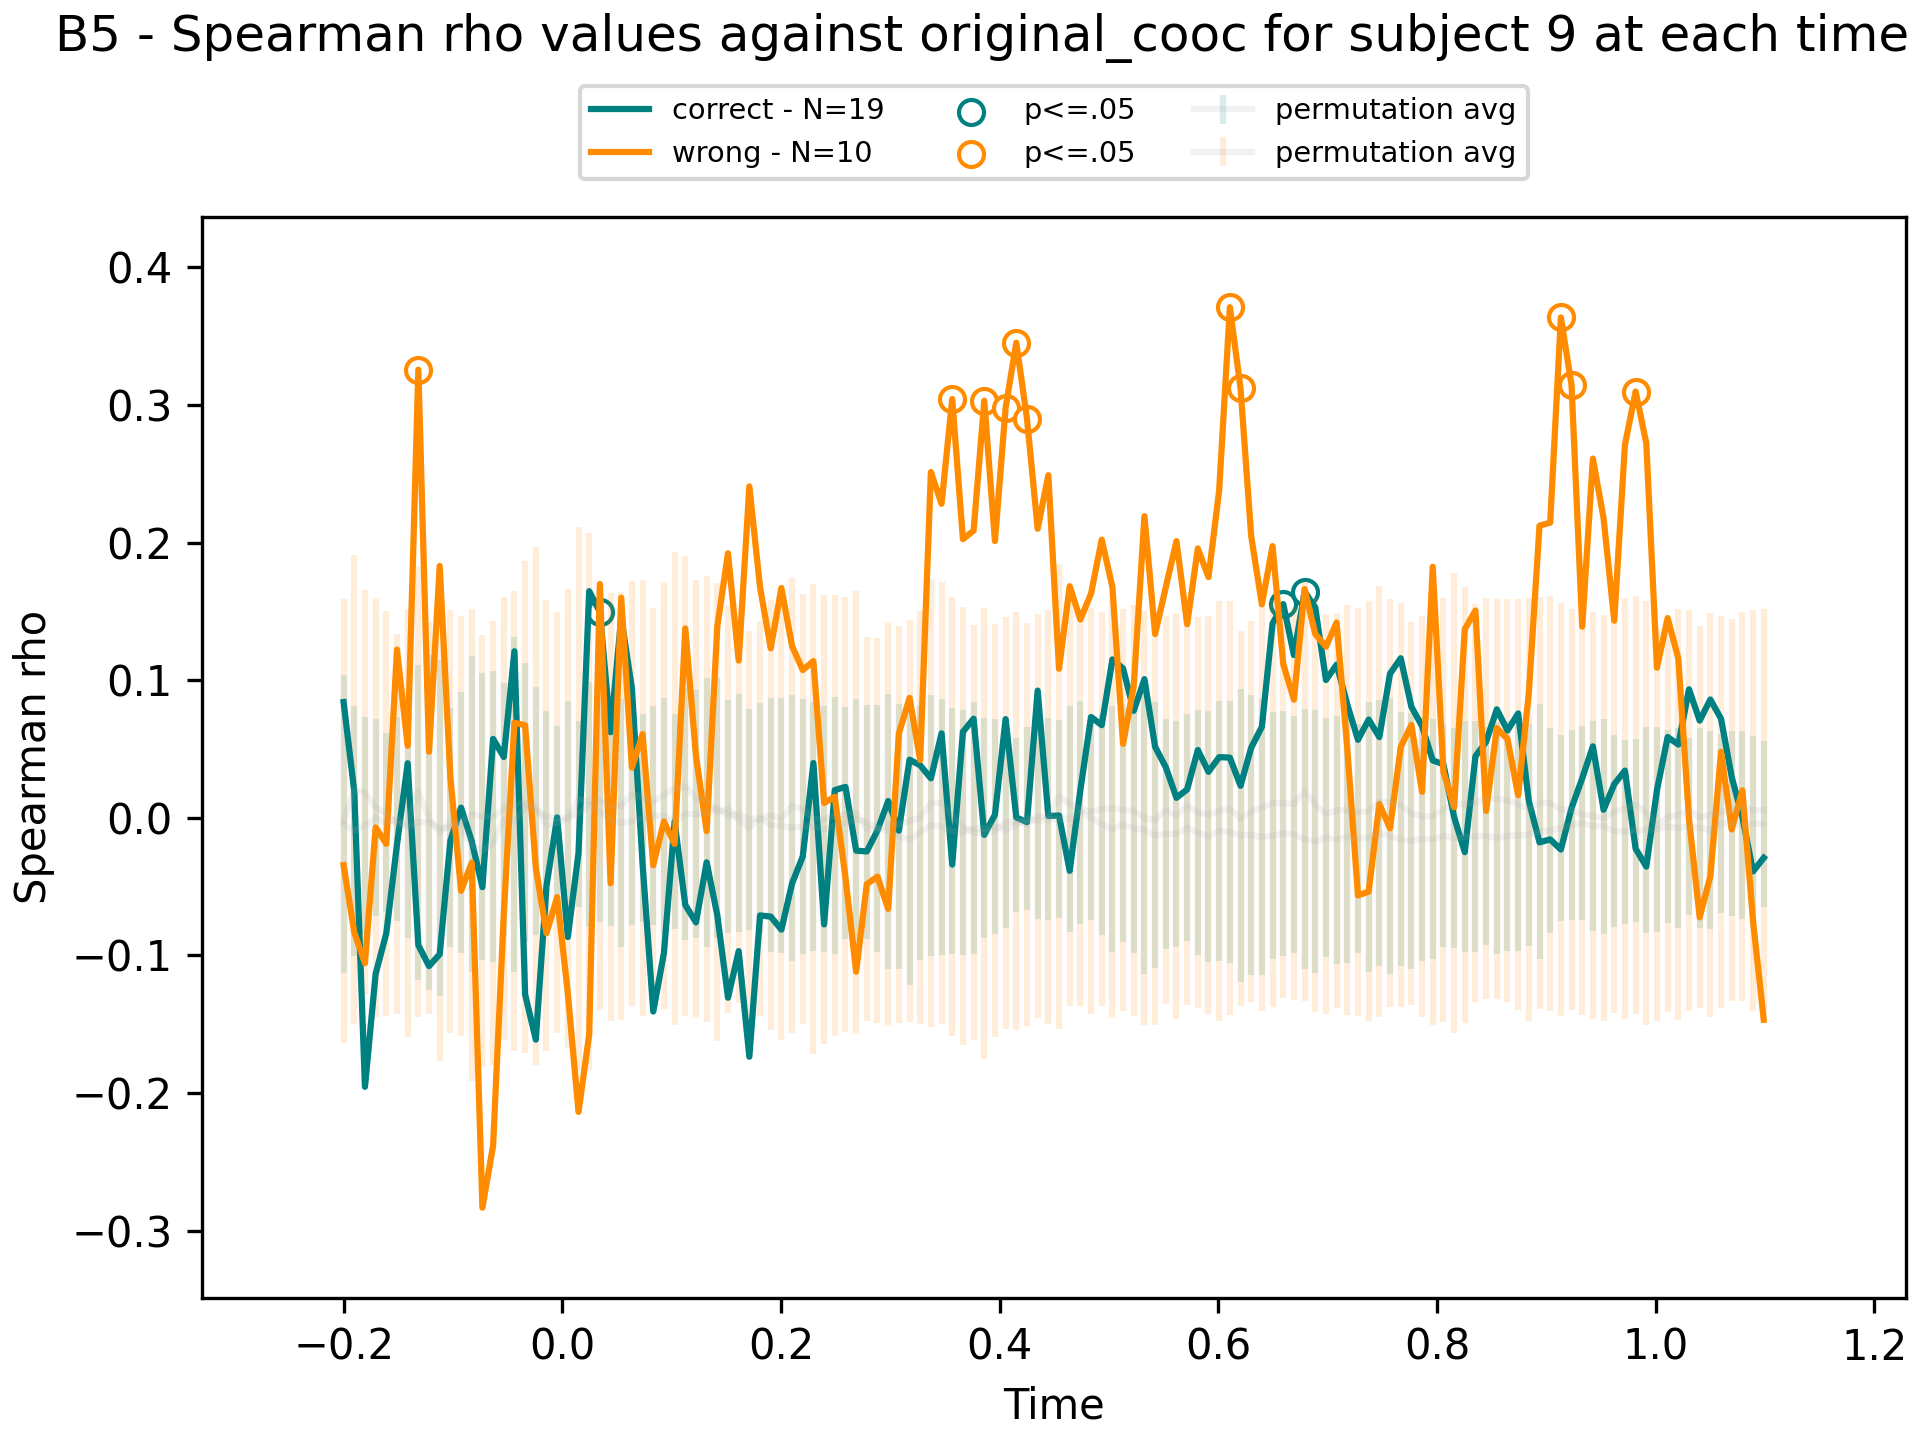 B5 - Spearman rho values against original_cooc for subject 9 at each time
correct - N=19
wrong - N=10
p<=.05
p<=.05
permutation avg
permutation avg
Spearman rho
0.4
0.3
0.2
0.1
0.0
−0.1
−0.2
−0.3
−0.2
0.0
0.2
0.4
0.6
0.8
1.0
1.2
Time